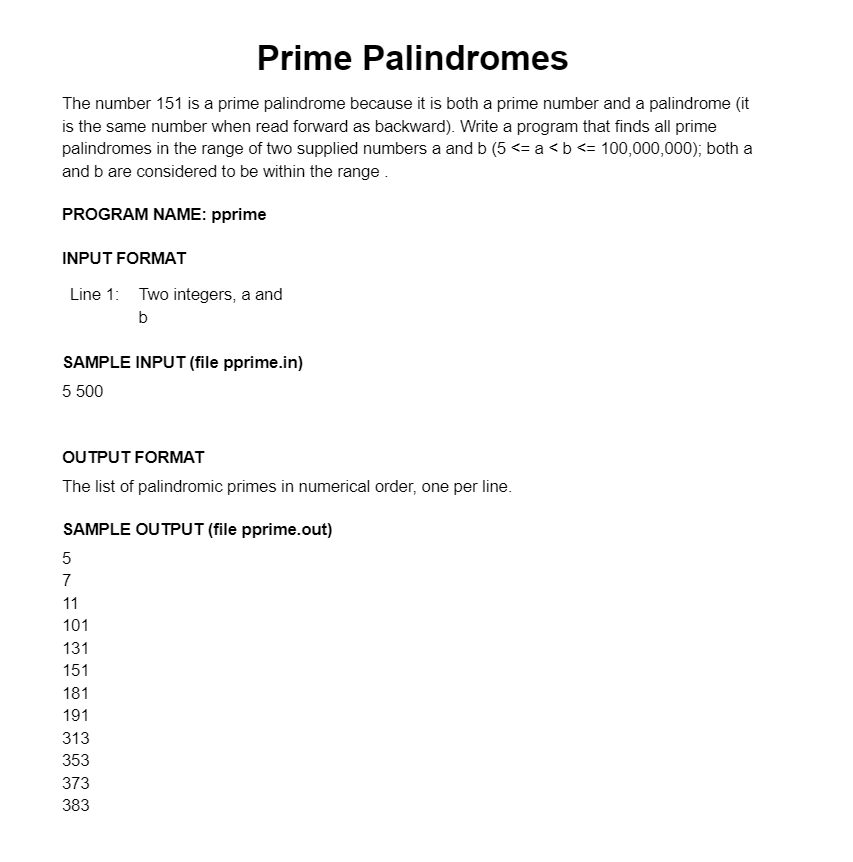 Prime Palindromes
The number 151 is a prime palindrome because it is both a prime number and a palindrome (it
is the same number when read forward as backward). Write a program that finds all prime
palindromes in the range of two supplied numbers a and b (5 <= a < b <= 100,000,000); both a
and b are considered to be within the range .
PROGRAM NAME: pprime
INPUT FORMAT
Line 1: Two integers, a and
b
SAMPLE INPUT (file pprime.in)
5 500
OUTPUT FORMAT
The list of palindromic primes in numerical order, one per line.
SAMPLE OUTPUT (file pprime.out)
5
7
11
101
131
151
181
191
313
353
373
383